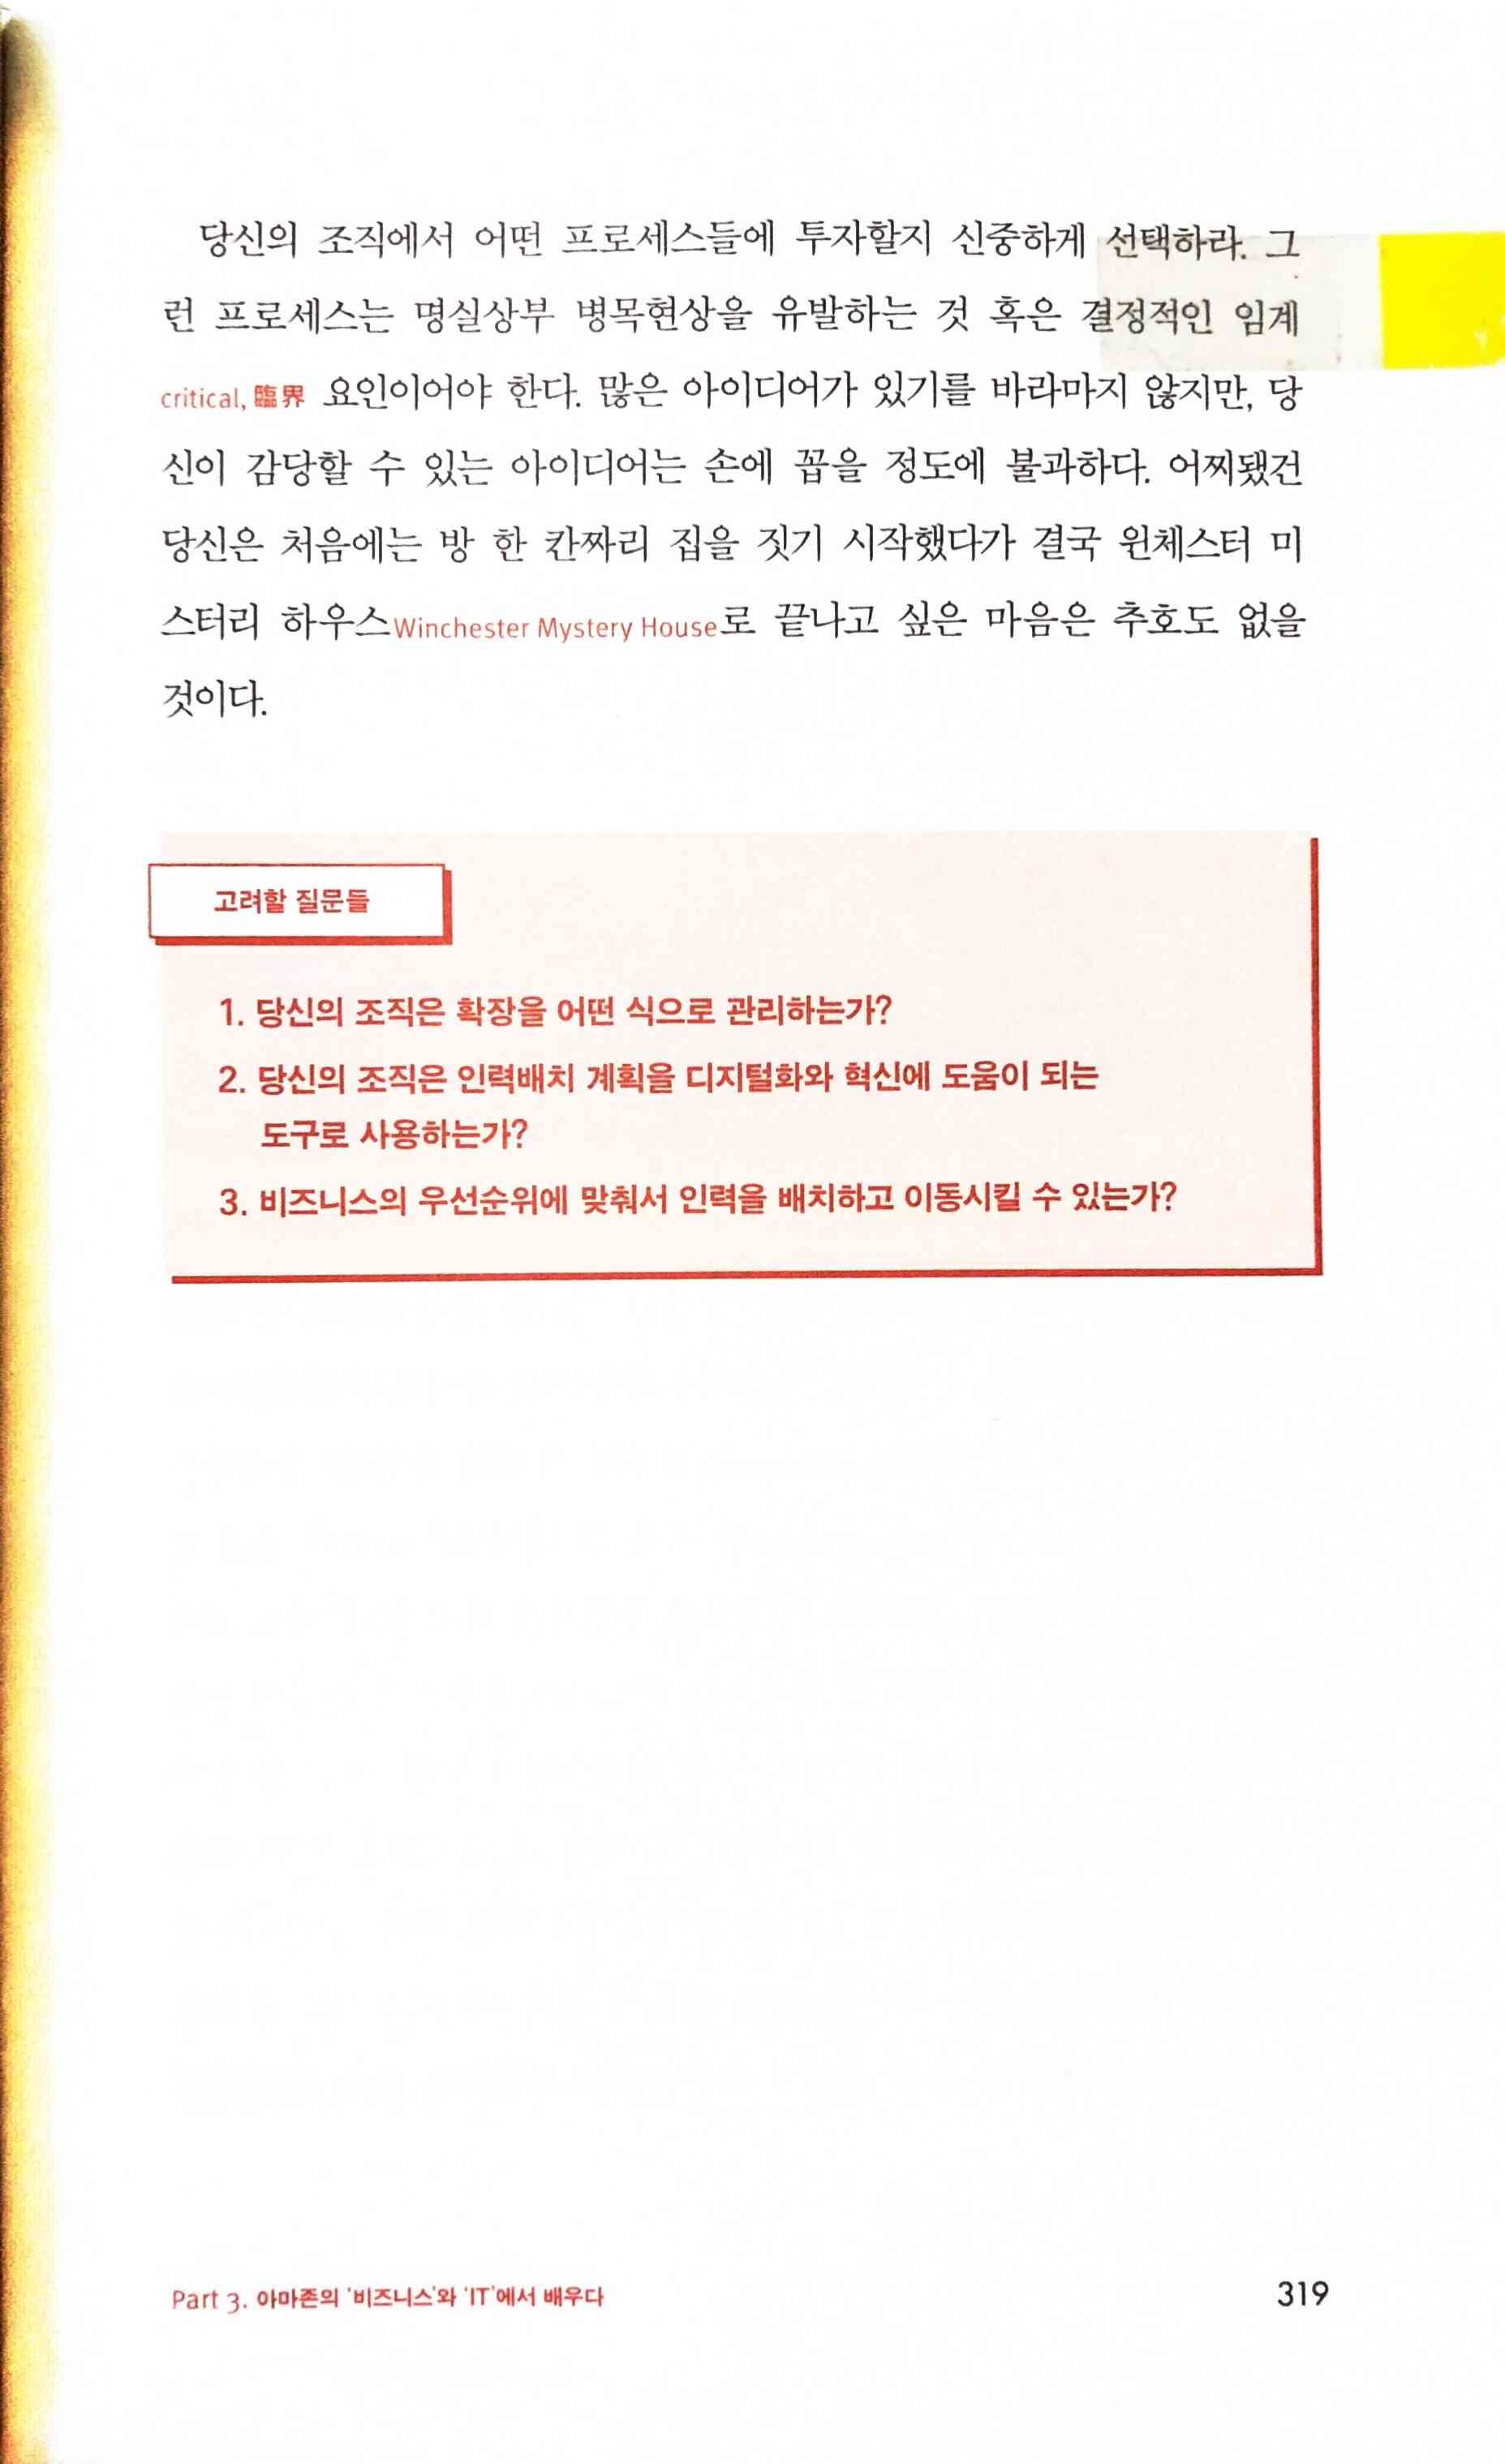 당신의 조직에서 어떤 프로세스들에 투자할지 신중하게 선택하라. 그
런 프로세스는 명실상부 병목현상을 유발하는 것 혹은 결정적인 임계
critical, 臨界 요인이어야 한다. 많은 아이디어가 있기를 바라마지 않지만, 당
신이 감당할 수 있는 아이디어는 손에 꼽을 정도에 불과하다. 어찌됐건
당신은 처음에는 방 한 칸짜리 집을 짓기 시작했다가 결국 윈체스터 미
스터리 하우스Winchester Mystery House로 끝나고 싶은 마음은 추호도 없을
것이다.
고려할 질문들
1. 당신의 조직은 확장을 어떤 식으로 관리하는가?
2. 당신의 조직은 인력배치 계획을 디지털화와 혁신에 도움이 되는
도구로 사용하는가?
3. 비즈니스의 우선순위에 맞춰서 인력을 배치하고 이동시킬 수 있는가?
Part 3. 아마존의 '비즈니스'와 'IT'에서 배우다
319